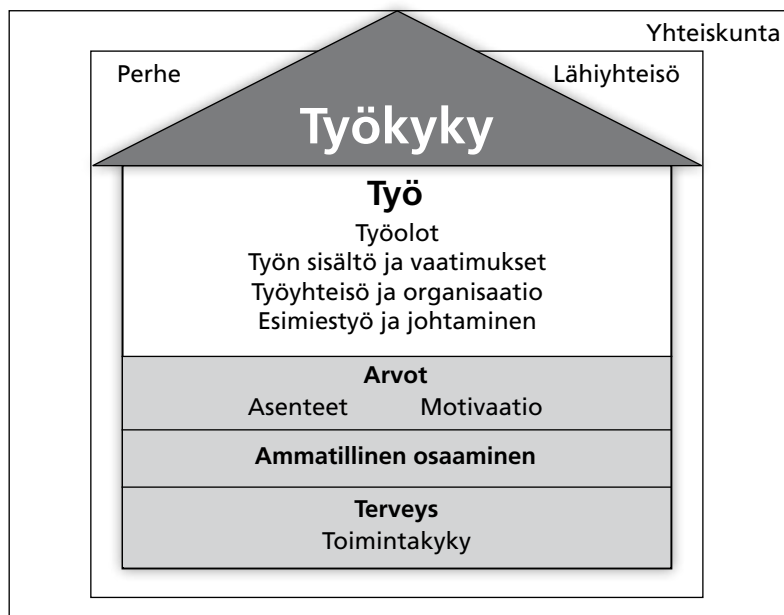 Yhteiskunta
Perhe Lähiyhteisö
Työkyky
Työ
Työolot
Työn sisältö ja vaatimukset
Työyhteisö ja organisaatio
Esimiestyö ja johtaminen
Arvot
Asenteet Motivaatio
Ammatillinen osaaminen
Terveys
Toimintakyky